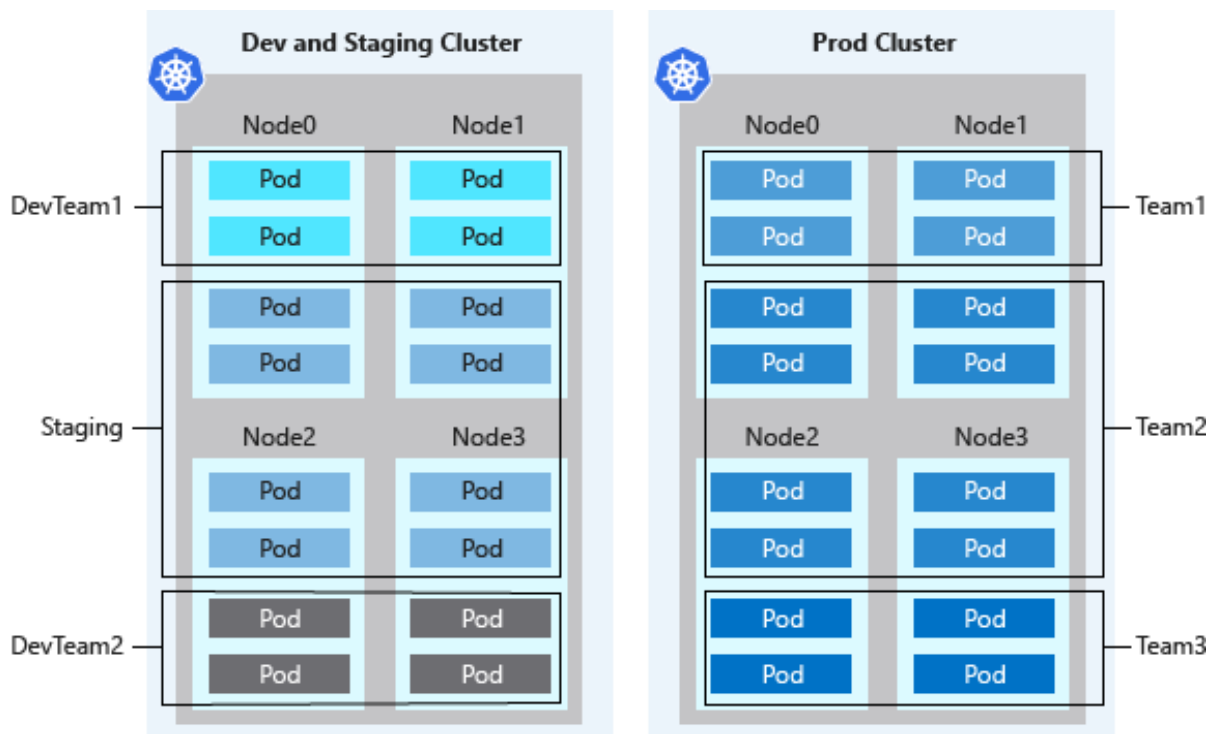 Dev and Staging Cluster
Node0 Node1
DevTeam1
Pod Pod
Pod Pod
Staging
Pod Pod
Pod Pod
Node2 Node3
Pod Pod
Pod Pod
DevTeam2
Pod Pod
Pod Pod
Prod Cluster
Node0 Node1
Pod Pod
Pod Pod
Team1
Pod Pod
Pod Pod
Node2 Node3
Team2
Pod Pod
Pod Pod
Pod Pod
Pod Pod
Team3